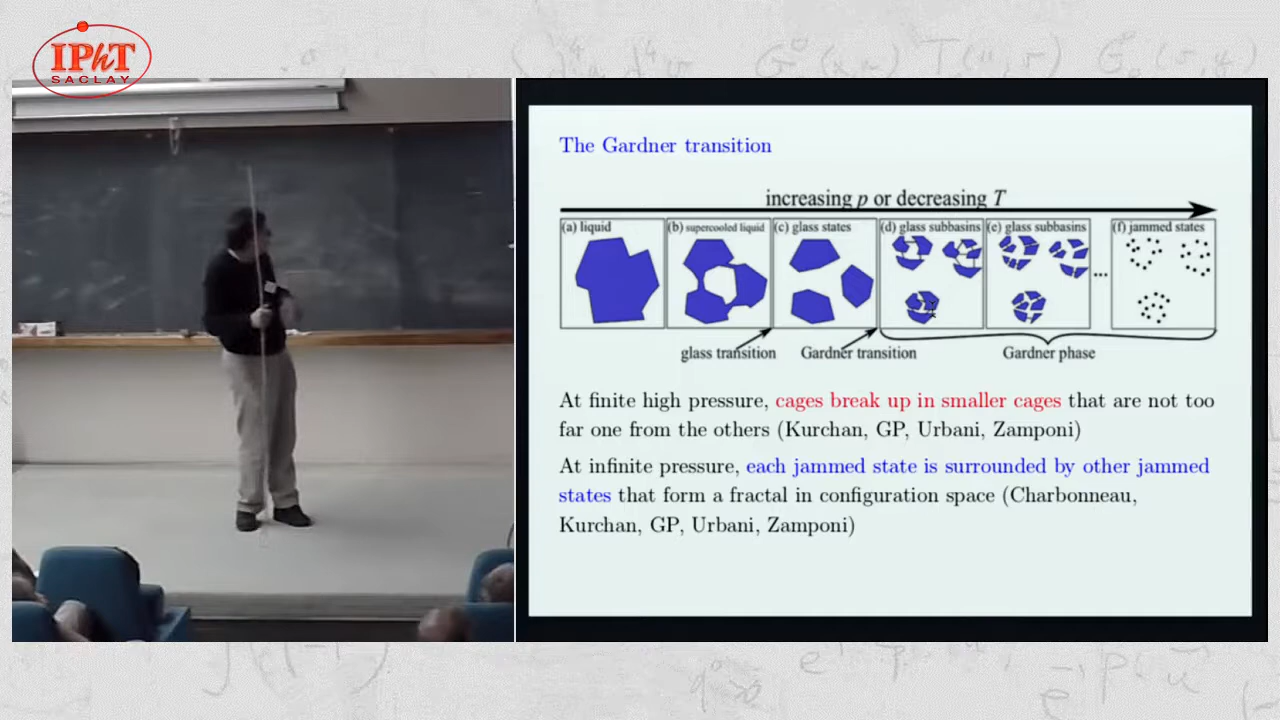 IPhT
SACLAY
The Gardner transition
increasing p or decreasing T
(a) liquid
(b) supercooled liquid
(c) glass states
(d) glass subbasins
(e) glass subbasins
...
(f) jammed states
glass transition
Gardner transition
Gardner phase
At finite high pressure, cages break up in smaller cages that are not too
far one from the others (Kurchan, GP, Urbani, Zamponi)
At infinite pressure, each jammed state is surrounded by other jammed
states that form a fractal in configuration space (Charbonneau,
Kurchan, GP, Urbani, Zamponi)